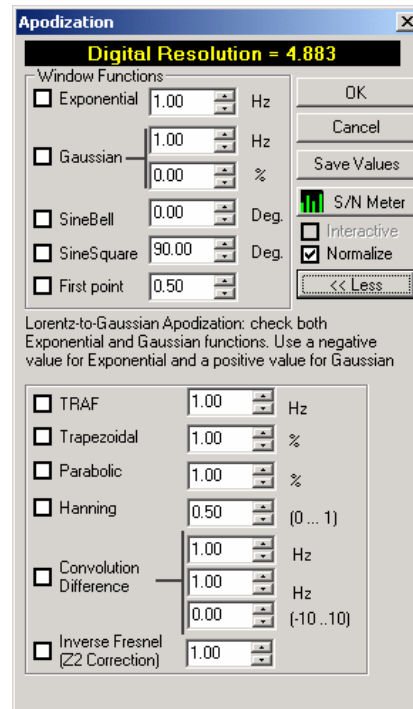 Apodization
Digital Resolution = 4.883
Window Functions
Exponential 1.00 Hz
Gaussian 1.00 Hz
0.00 %
SineBell 0.00 Deg.
SineSquare 90.00 Deg.
First point 0.50
OK
Cancel
Save Values
S/N Meter
Interactive
Normalize
<< Less
Lorentz-to-Gaussian Apodization: check both
Exponential and Gaussian functions. Use a negative
value for Exponential and a positive value for Gaussian
TRAF 1.00 Hz
Trapezoidal 1.00 %
Parabolic 1.00 %
Hanning 0.50 (0 ... 1)
Convolution
Difference
1.00 Hz
1.00 Hz
0.00 (-10 ..10)
Inverse Fresnel
(Z2 Correction) 1.00